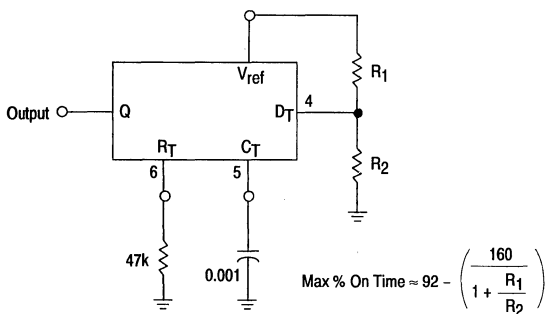 Vref
R1
4
Output
Q
DT
RT
CT
R2
6
5
47k
0.001
Max % On Time ≈ 92 – ( 160 / 1 + R1 / R2 )